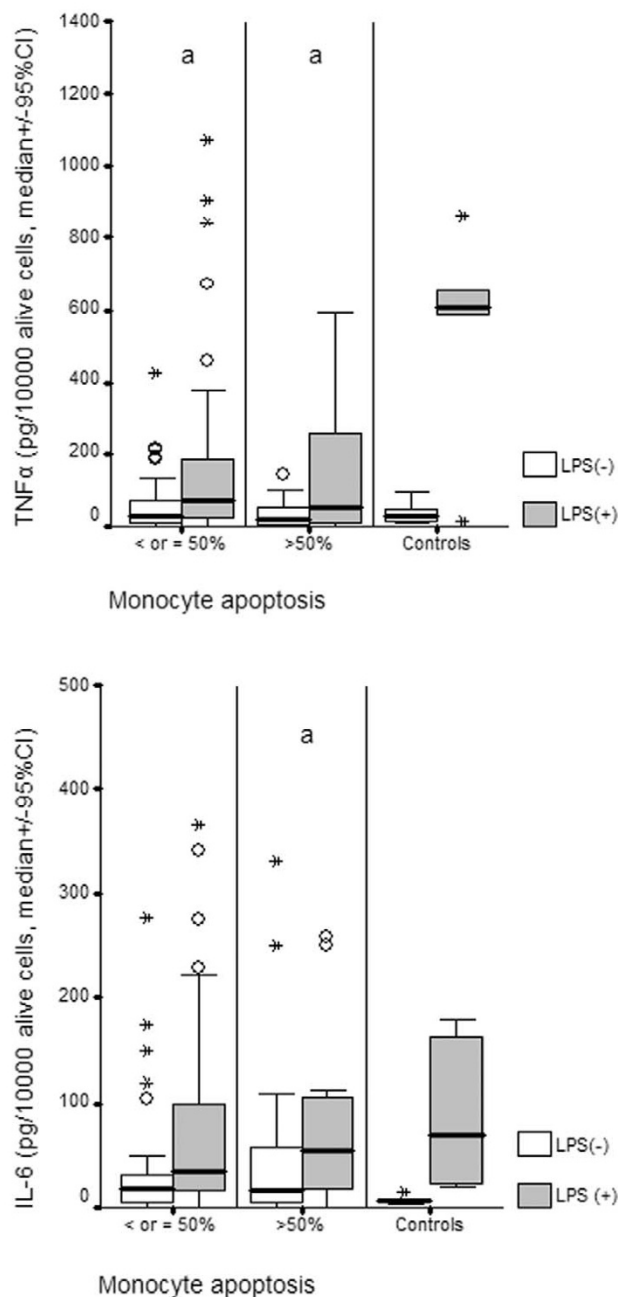 1400
1200
1000
800
600
400
200
0
TNFα (pg/10000 alive cells, median+/-95%CI)
a
a
< or = 50%
>50%
Controls
LPS(-)
LPS(+)
Monocyte apoptosis
500
400
300
200
100
0
IL-6 (pg/10000 alive cells, median+/-95%CI)
a
< or = 50%
>50%
Controls
LPS(-)
LPS (+)
Monocyte apoptosis